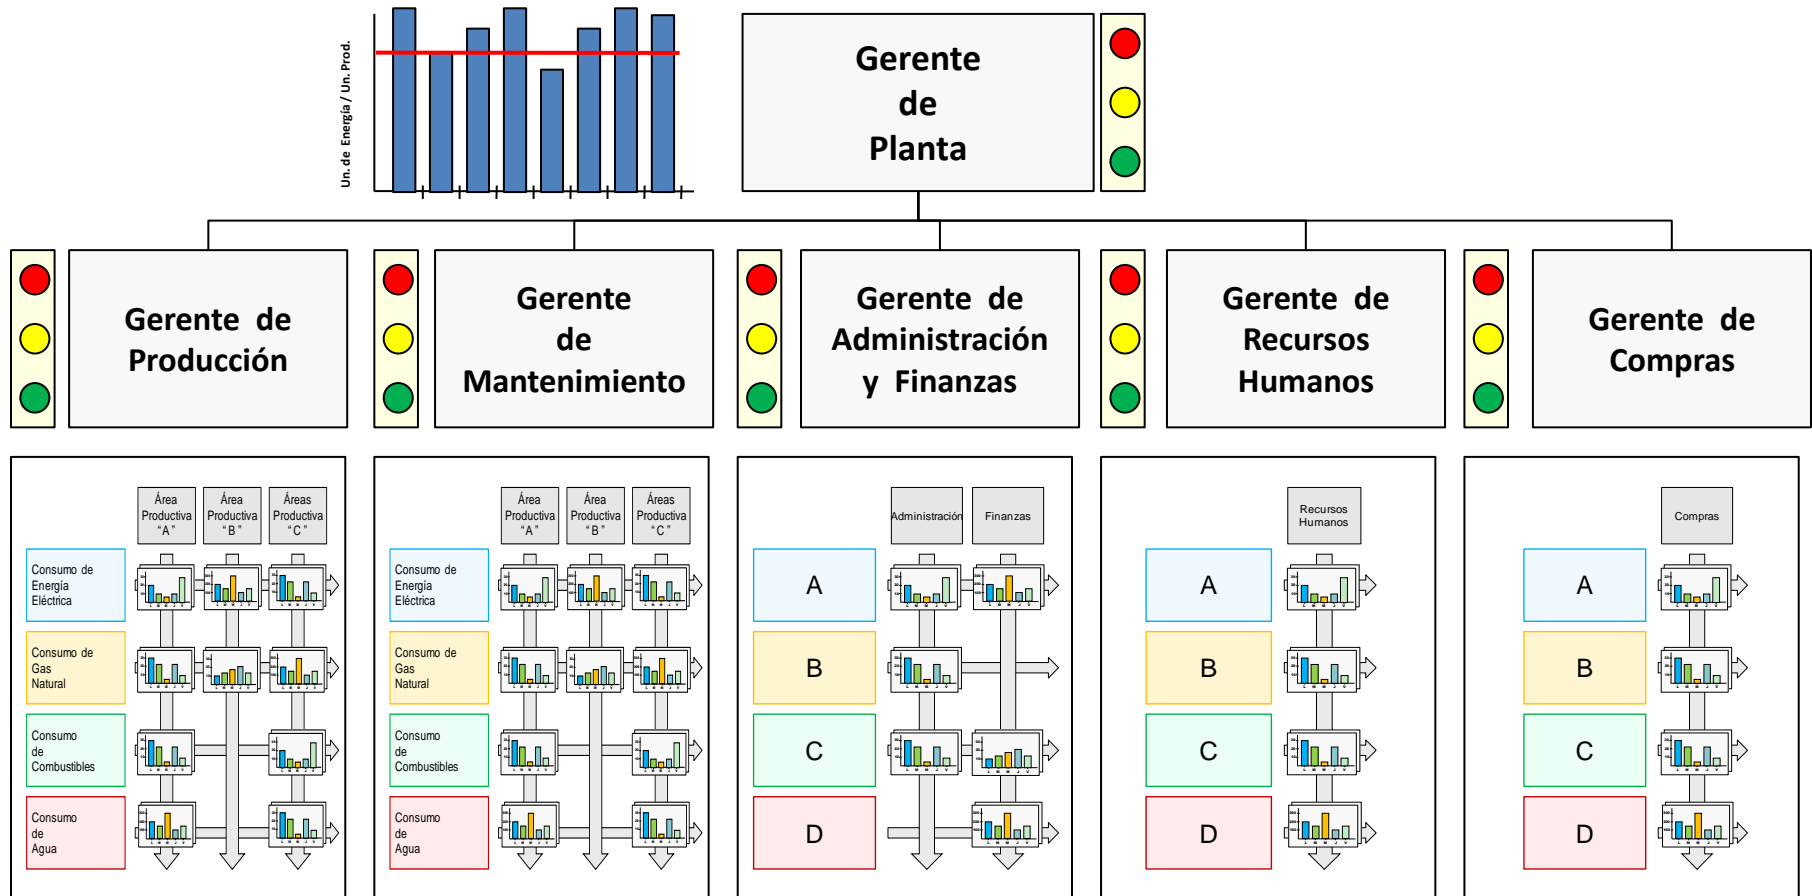 Un. de Energía / Un. Prod.
Gerente
de
Planta
Gerente de
Producción
Gerente
de
Mantenimiento
Gerente de
Administración
y Finanzas
Gerente de
Recursos
Humanos
Gerente de
Compras
Área
Productiva
“A”
Área
Productiva
“B”
Áreas
Productiva
“C”
Consumo de
Energía
Eléctrica
Consumo de
Gas
Natural
Consumo
de
Combustibles
Consumo
de
Agua
Área
Productiva
“A”
Área
Productiva
“B”
Áreas
Productiva
“C”
Consumo de
Energía
Eléctrica
Consumo de
Gas
Natural
Consumo
de
Combustibles
Consumo
de
Agua
Administración
Finanzas
A
B
C
D
Recursos
Humanos
A
B
C
D
Compras
A
B
C
D